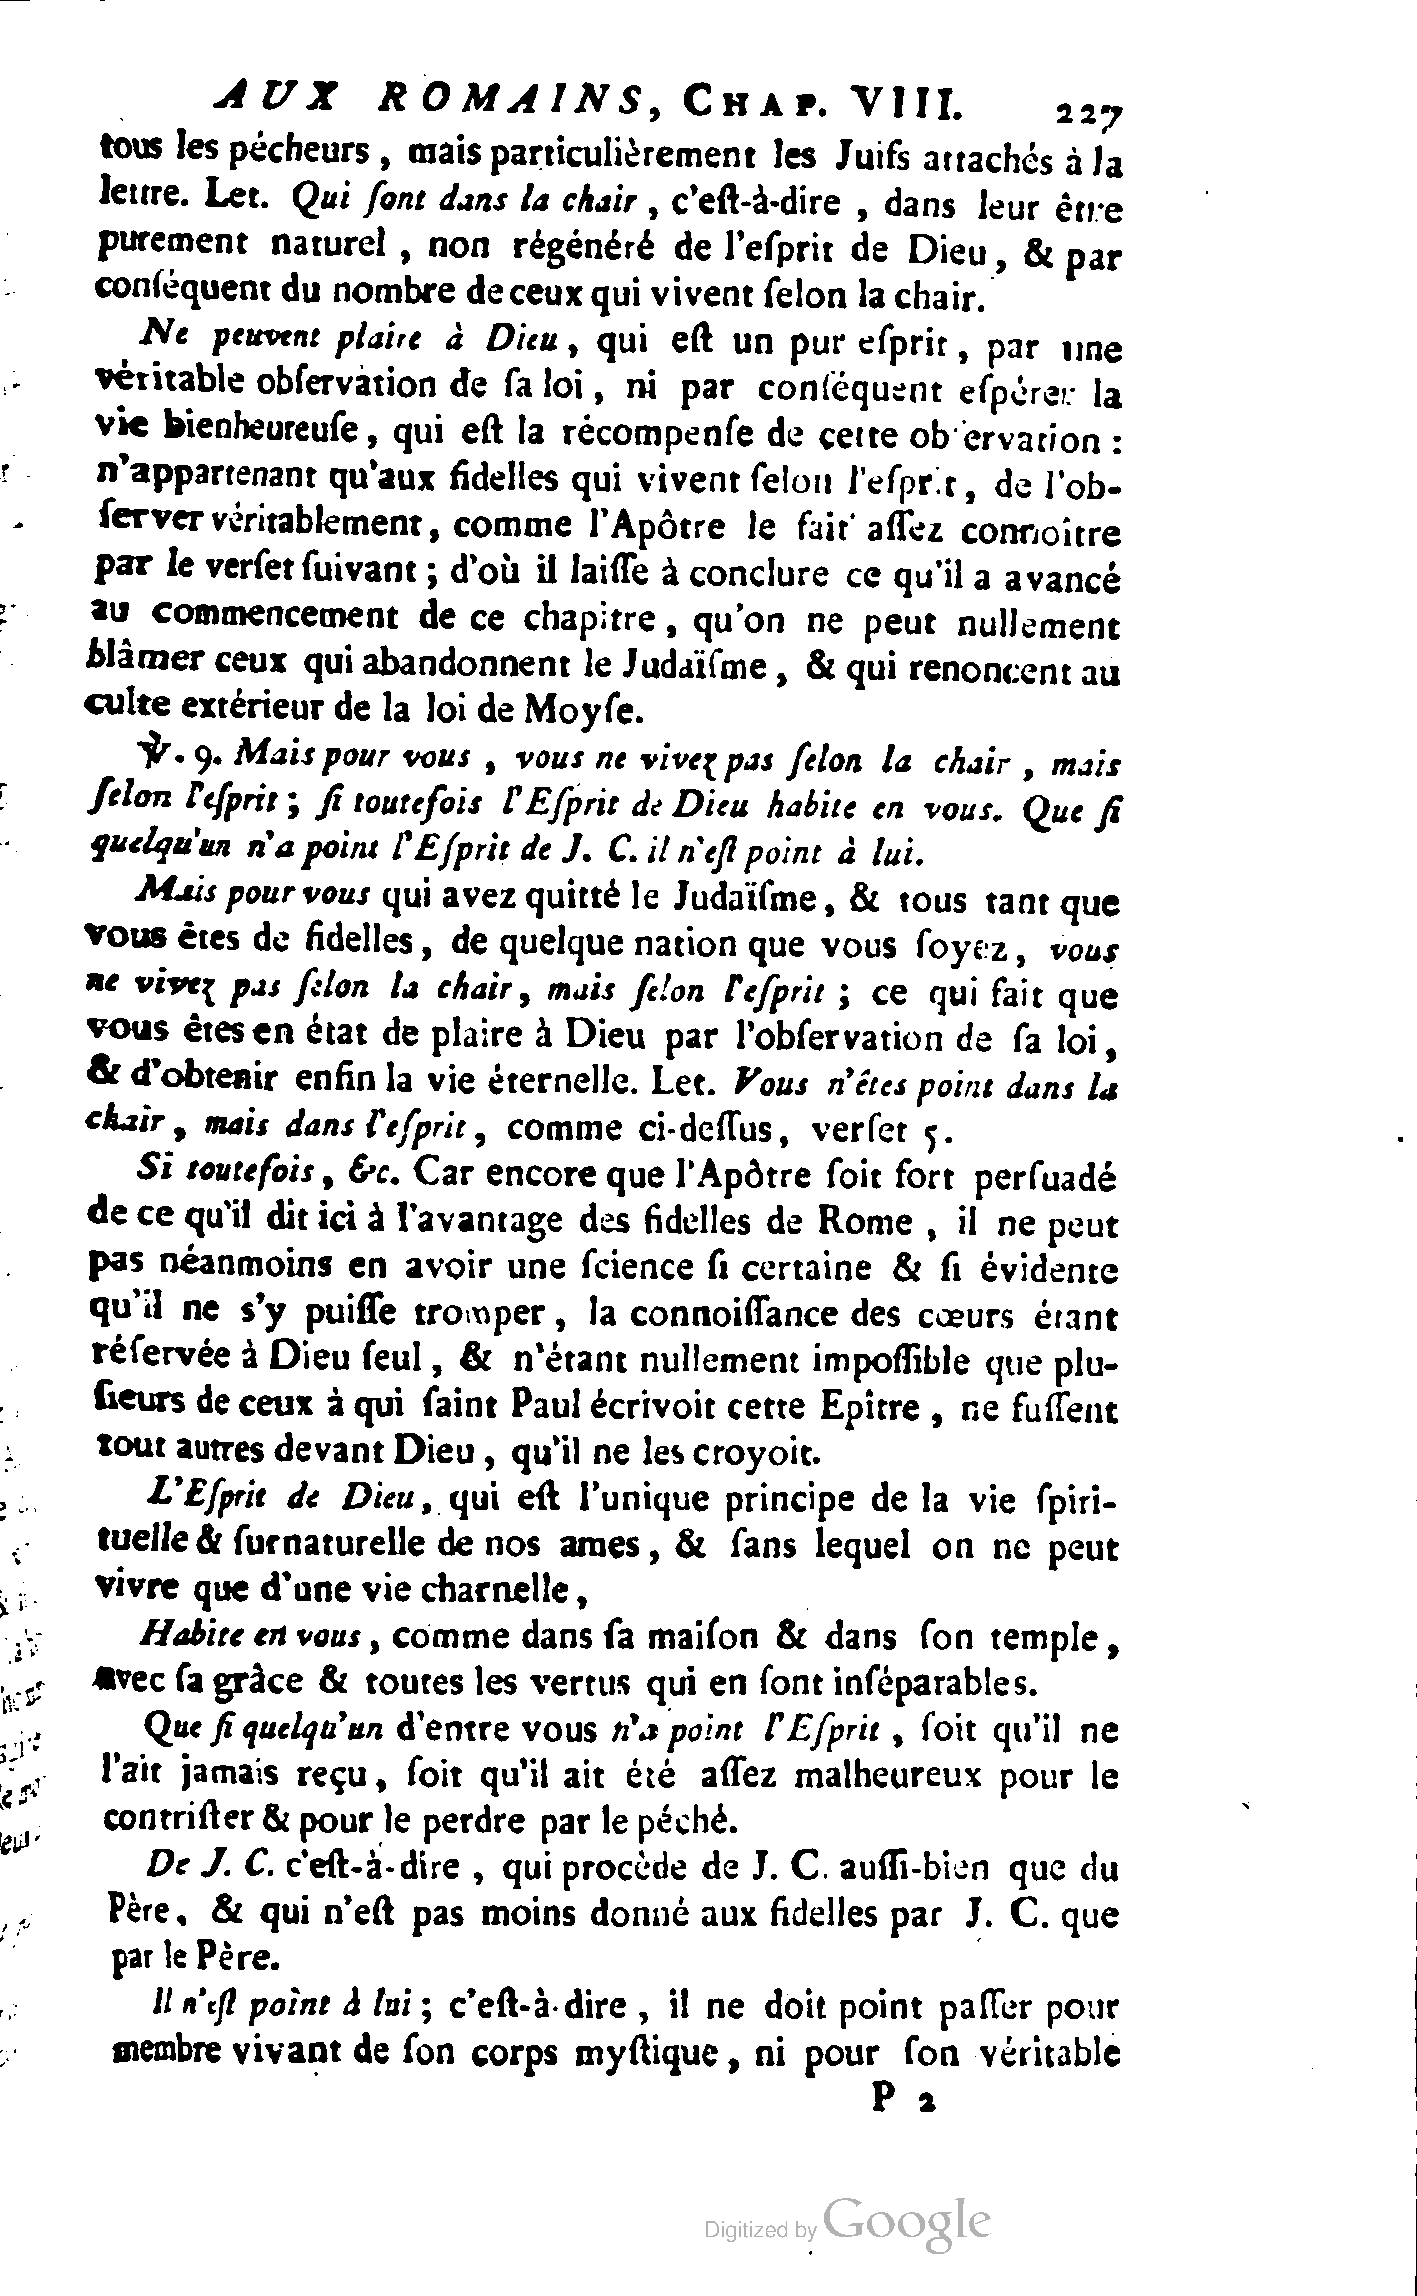 AUX ROMAINS, CHAP. VIII. 227
tous les pécheurs, mais particulièrement les Juifs attachés à la
lettre. Let. Qui ſont dans la chair, c'eſt-à-dire, dans leur être
purement naturel, non régénéré de l'eſprit de Dieu, & par
conſéquent du nombre de ceux qui vivent ſelon la chair.
Ne peuvent plaire à Dieu, qui eſt un pur eſprit, par une
véritable obſervation de ſa loi, ni par conſéquent eſpérer la
vie bienheureuſe, qui eſt la récompenſe de cette obſervation :
n'appartenant qu'aux fidelles qui vivent ſelon l'eſprit, de l'ob-
ſerver véritablement, comme l'Apôtre le fait aſſez connoître
par le verſet ſuivant ; d'où il laiſſe à conclure ce qu'il a avancé
au commencement de ce chapitre, qu'on ne peut nullement
blâmer ceux qui abandonnent le Judaïſme, & qui renoncent au
culte extérieur de la loi de Moyſe.
℣. 9. Mais pour vous, vous ne vivez pas ſelon la chair, mais
ſelon l'eſprit ; ſi toutefois l'Eſprit de Dieu habite en vous. Que ſi
quelqu'un n'a point l'Eſprit de J. C. il n'eſt point à lui.
Mais pour vous qui avez quitté le Judaïſme, & tous tant que
vous êtes de fidelles, de quelque nation que vous ſoyez, vous
ne vivez pas ſelon la chair, mais ſelon l'eſprit ; ce qui fait que
vous êtes en état de plaire à Dieu par l'obſervation de ſa loi,
& d'obtenir enfin la vie éternelle. Let. Vous n'êtes point dans la
chair, mais dans l'eſprit, comme ci-deſſus, verſet 5.
Si toutefois, &c. Car encore que l'Apôtre ſoit fort perſuadé
de ce qu'il dit ici à l'avantage des fidelles de Rome, il ne peut
pas néanmoins en avoir une ſcience ſi certaine & ſi évidente
qu'il ne s'y puiſſe tromper, la connoiſſance des cœurs étant
réſervée à Dieu ſeul, & n'étant nullement impoſſible que plu-
ſieurs de ceux à qui ſaint Paul écrivoit cette Epître, ne fuſſent
tout autres devant Dieu, qu'il ne les croyoit.
L'Eſprit de Dieu, qui eſt l'unique principe de la vie ſpiri-
tuelle & ſurnaturelle de nos ames, & ſans lequel on ne peut
vivre que d'une vie charnelle,
Habite en vous, comme dans ſa maiſon & dans ſon temple,
avec ſa grâce & toutes les vertus qui en ſont inſéparables.
Que ſi quelqu'un d'entre vous n'a point l'Eſprit, ſoit qu'il ne
l'ait jamais reçu, ſoit qu'il ait été aſſez malheureux pour le
contriſter & pour le perdre par le péché.
De J. C. c'eſt-à-dire, qui procède de J. C. auſſi-bien que du
Père, & qui n'eſt pas moins donné aux fidelles par J. C. que
par le Père.
Il n'eſt point à lui ; c'eſt-à-dire, il ne doit point paſſer pour
membre vivant de ſon corps myſtique, ni pour ſon véritable
P 2
Digitized by Google